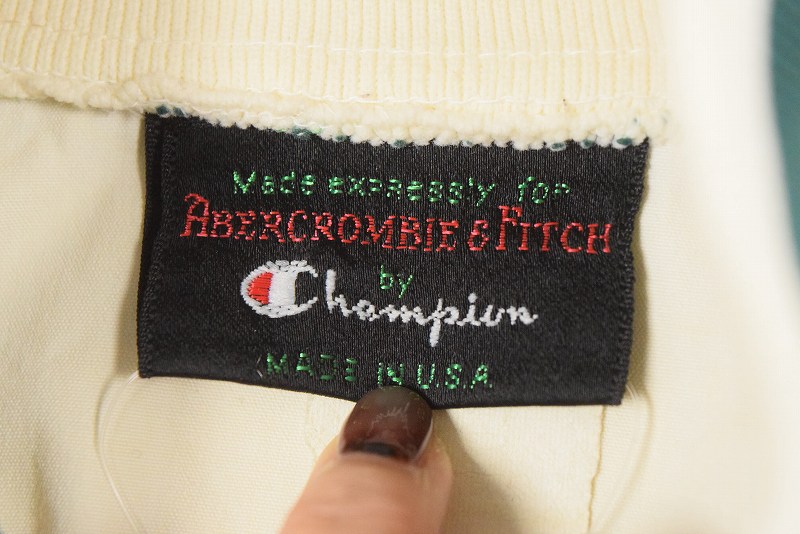 Made expressly for
ABERCROMBIE & FITCH
by
Champion
MADE IN U.S.A.